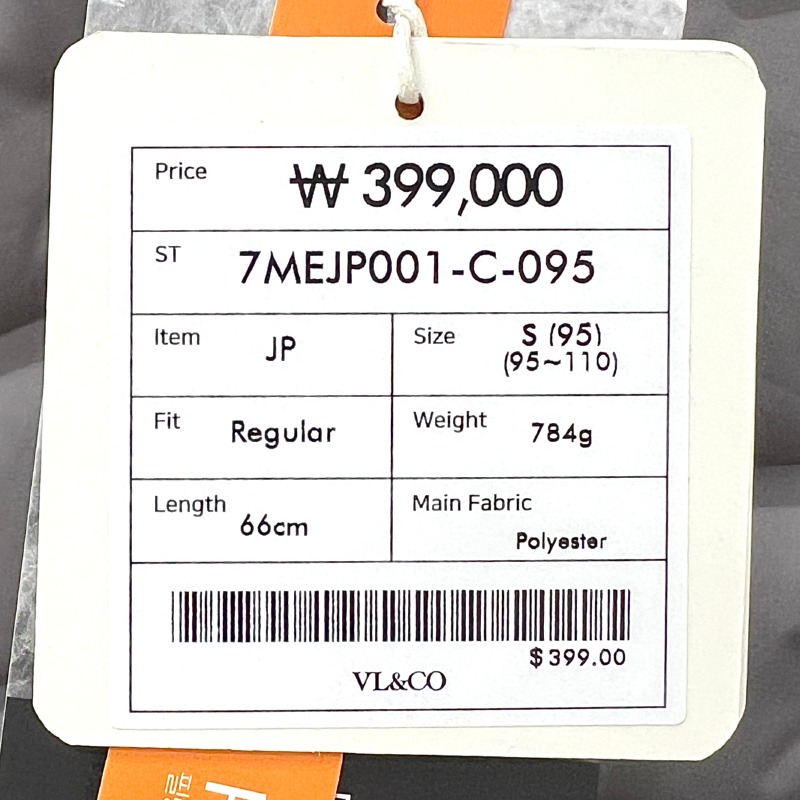 Price ₩ 399,000
ST 7MEJP001-C-095
Item JP
Size S (95)
(95~110)
Fit Regular
Weight 784g
Length 66cm
Main Fabric
Polyester
$399.00
VL&CO